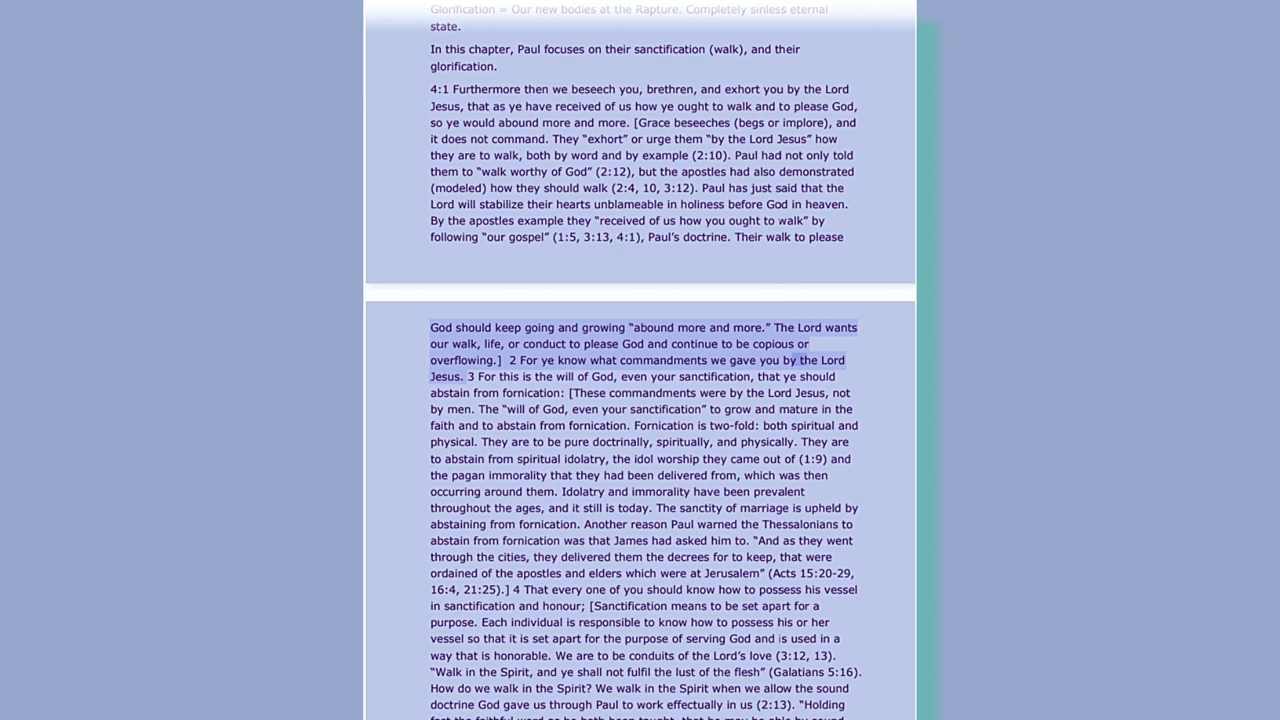 Glorification = Our new bodies at the Rapture. Completely sinless eternal
state.
In this chapter, Paul focuses on their sanctification (walk), and their
glorification.
4:1 Furthermore then we beseech you, brethren, and exhort you by the Lord
Jesus, that as ye have received of us how ye ought to walk and to please God,
so ye would abound more and more. [Grace beseeches (begs or implore), and
it does not command. They “exhort” or urge them “by the Lord Jesus” how
they are to walk, both by word and by example (2:10). Paul had not only told
them to “walk worthy of God” (2:12), but the apostles had also demonstrated
(modeled) how they should walk (2:4, 10, 3:12). Paul has just said that the
Lord will stabilize their hearts unblameable in holiness before God in heaven.
By the apostles example they “received of us how you ought to walk” by
following “our gospel” (1:5, 3:13, 4:1), Paul’s doctrine. Their walk to please
God should keep going and growing “abound more and more.” The Lord wants
our walk, life, or conduct to please God and continue to be copious or
overflowing.]  2 For ye know what commandments we gave you by the Lord
Jesus. 3 For this is the will of God, even your sanctification, that ye should
abstain from fornication: [These commandments were by the Lord Jesus, not
by men. The “will of God, even your sanctification” to grow and mature in the
faith and to abstain from fornication. Fornication is two-fold: both spiritual and
physical. They are to be pure doctrinally, spiritually, and physically. They are
to abstain from spiritual idolatry, the idol worship they came out of (1:9) and
the pagan immorality that they had been delivered from, which was then
occurring around them. Idolatry and immorality have been prevalent
throughout the ages, and it still is today. The sanctity of marriage is upheld by
abstaining from fornication. Another reason Paul warned the Thessalonians to
abstain from fornication was that James had asked him to. “And as they went
through the cities, they delivered them the decrees for to keep, that were
ordained of the apostles and elders which were at Jerusalem” (Acts 15:20-29,
16:4, 21:25).] 4 That every one of you should know how to possess his vessel
in sanctification and honour; [Sanctification means to be set apart for a
purpose. Each individual is responsible to know how to possess his or her
vessel so that it is set apart for the purpose of serving God and is used in a
way that is honorable. We are to be conduits of the Lord’s love (3:12, 13).
“Walk in the Spirit, and ye shall not fulfil the lust of the flesh” (Galatians 5:16).
How do we walk in the Spirit? We walk in the Spirit when we allow the sound
doctrine God gave us through Paul to work effectually in us (2:13). “Holding
fast the faithful word as he hath been taught, that he may be able by sound